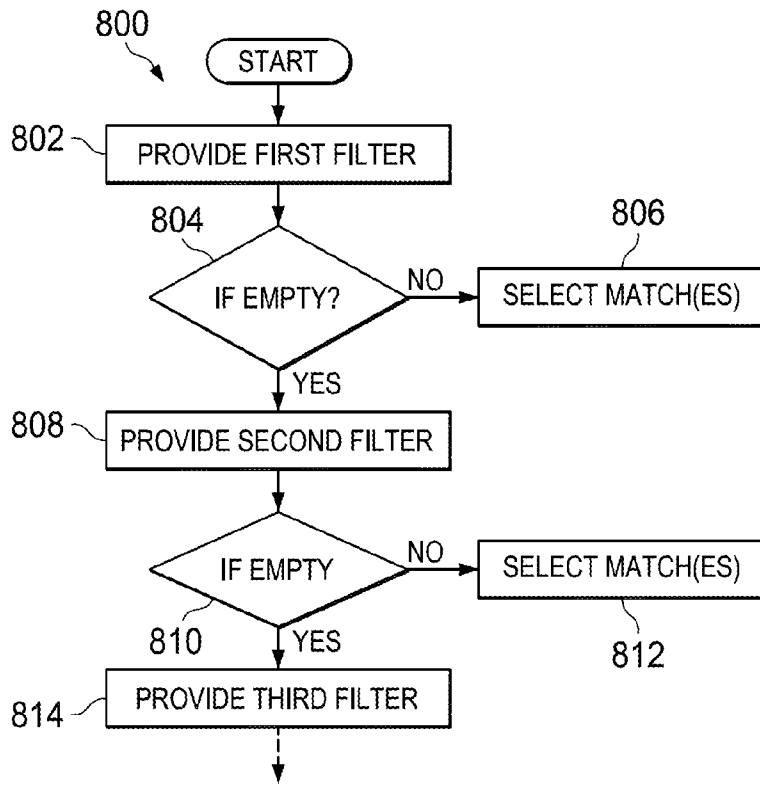 800
START
802
PROVIDE FIRST FILTER
804
806
IF EMPTY?
NO
SELECT MATCH(ES)
YES
808
PROVIDE SECOND FILTER
IF EMPTY
NO
SELECT MATCH(ES)
810
YES
812
814
PROVIDE THIRD FILTER